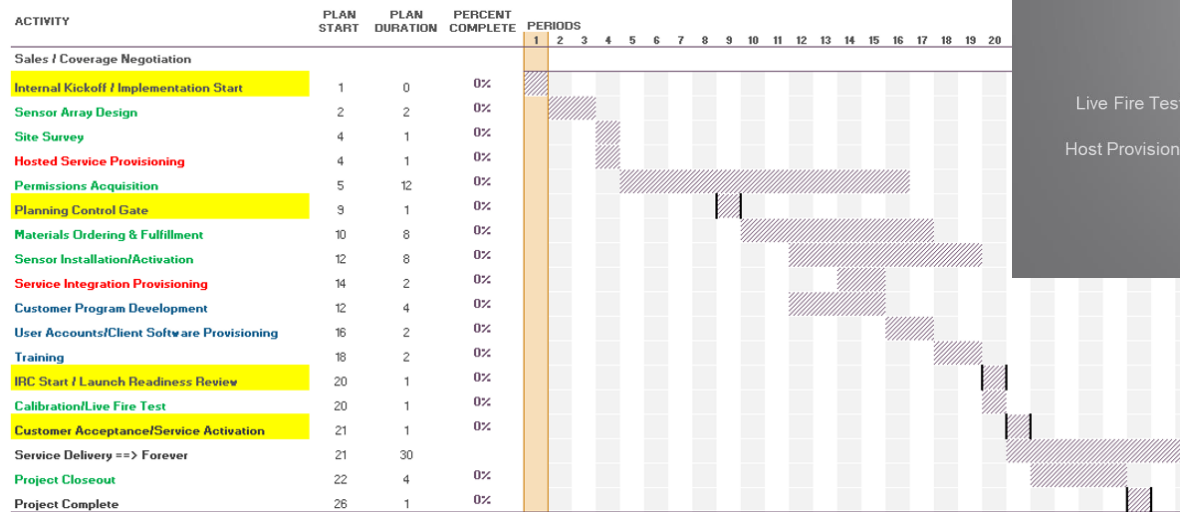 ACTIVITY PLAN START PLAN DURATION PERCENT COMPLETE PERIODS
1 2 3 4 5 6 7 8 9 10 11 12 13 14 15 16 17 18 19 20
Sales / Coverage Negotiation
Internal Kickoff / Implementation Start 1 0 0%
Sensor Array Design 2 2 0%
Site Survey 4 1 0%
Hosted Service Provisioning 4 1 0%
Permissions Acquisition 5 12 0%
Planning Control Gate 9 1 0%
Materials Ordering & Fulfillment 10 8 0%
Sensor Installation/Activation 12 8 0%
Service Integration Provisioning 14 2 0%
Customer Program Development 12 4 0%
User Accounts/Client Software Provisioning 16 2 0%
Training 18 2 0%
IRC Start / Launch Readiness Review 20 1 0%
Calibration/Live Fire Test 20 1 0%
Customer Acceptance/Service Activation 21 1 0%
Service Delivery ==> Forever 21 30
Project Closeout 22 4 0%
Project Complete 26 1 0%
Live Fire Test
Host Provision